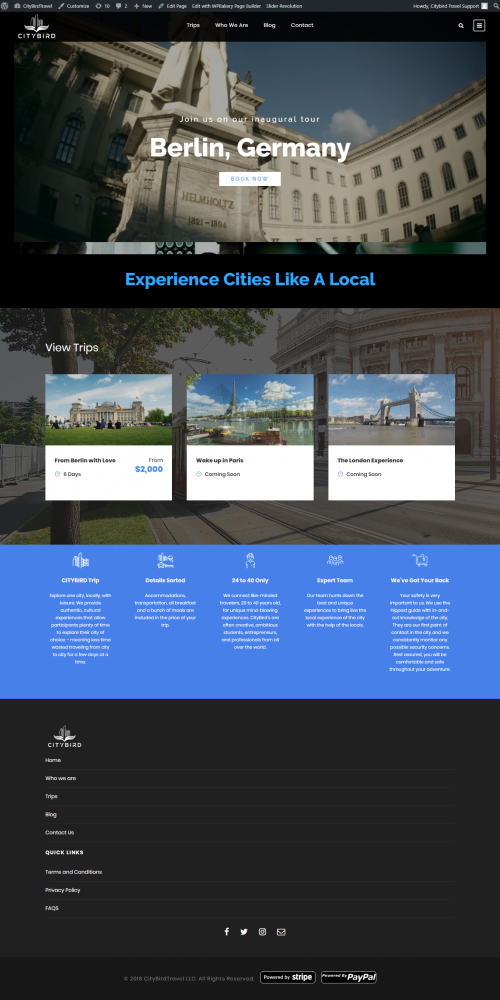 CityBirdTravel Customize 10 2 New Edit Page Edit with WPBakery Page Builder Slider Revolution Howdy, Citybird Travel Support
CITYBIRD
Trips Who We Are Blog Contact
Join us on our inaugural tour
Berlin, Germany
BOOK NOW
HELMHOLTZ
1821 - 1894
Experience Cities Like A Local
View Trips
From Berlin with Love
From
$2,000
6 Days
Wake up in Paris
Coming Soon
The London Experience
Coming Soon
CITYBIRD Trip
Explore one city, locally, with
leisure. We provide
authentic, cultural
experiences that allow
participants plenty of time
to explore their city of
choice – meaning less time
wasted traveling from city
to city for a few days at a
time.
Details Sorted
Accommodations,
transportation, all breakfast
and a bunch of meals are
included in the price of your
trip.
24 to 40 Only
We connect like-minded
travelers, 23 to 40 years old,
for unique mind-blowing
experiences. CityBird's are
often creative, ambitious
students, entrepreneurs,
and professionals from all
over the world.
Expert Team
Our team hunts down the
best and unique
experiences to bring live the
local experience of the city
with the help of the locals.
We've Got Your Back
Your safety is very
important to us. We use the
hippest guide with in-and-
out knowledge of the city.
They are our first point of
contact in the city and we
constantly monitor any
possible security concerns.
Rest assured, you will be
comfortable and safe
throughout your adventure.
CITYBIRD
Home
Who we are
Trips
Blog
Contact Us
QUICK LINKS
Terms and Conditions
Privacy Policy
FAQS
© 2018 CityBirdTravel LLC. All Rights Reserved. Powered by stripe Powered By PayPal